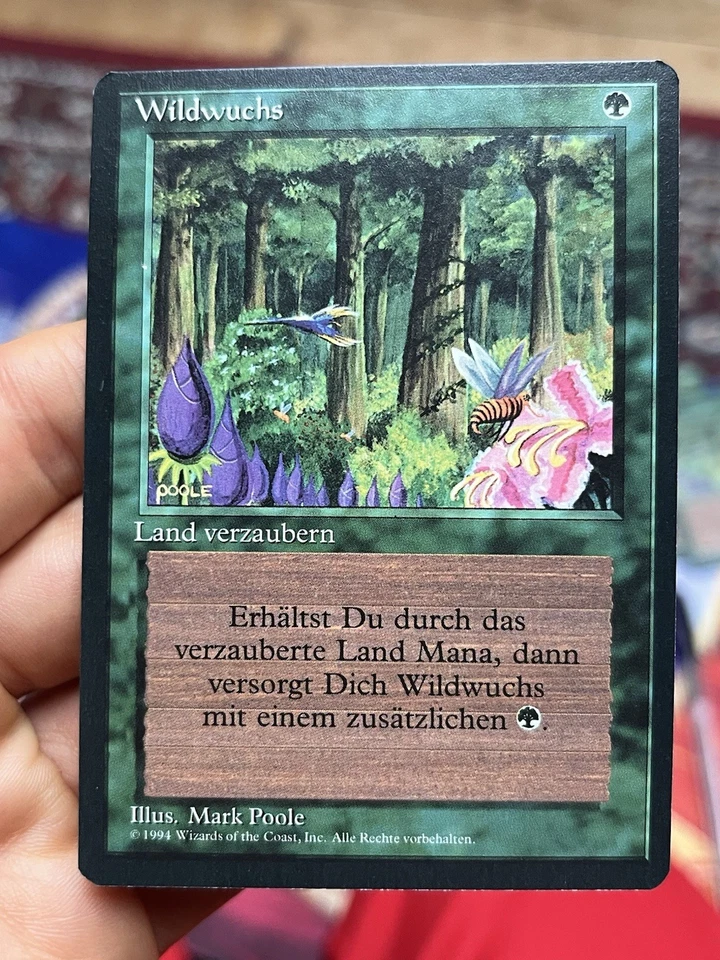 Wildwuchs
POOLE
Land verzaubern
Erhältst Du durch das
verzauberte Land Mana, dann
versorgt Dich Wildwuchs
mit einem zusätzlichen .
Illus. Mark Poole
© 1994 Wizards of the Coast, Inc. Alle Rechte vorbehalten.